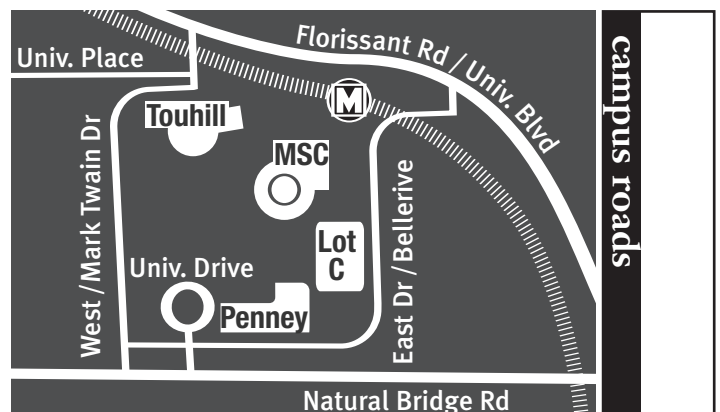 Florissant Rd / Univ. Blvd
Univ. Place
M
Touhill
MSC
West /Mark Twain Dr
East Dr /Bellerive
Lot
C
Univ. Drive
Penney
Natural Bridge Rd
campus roads